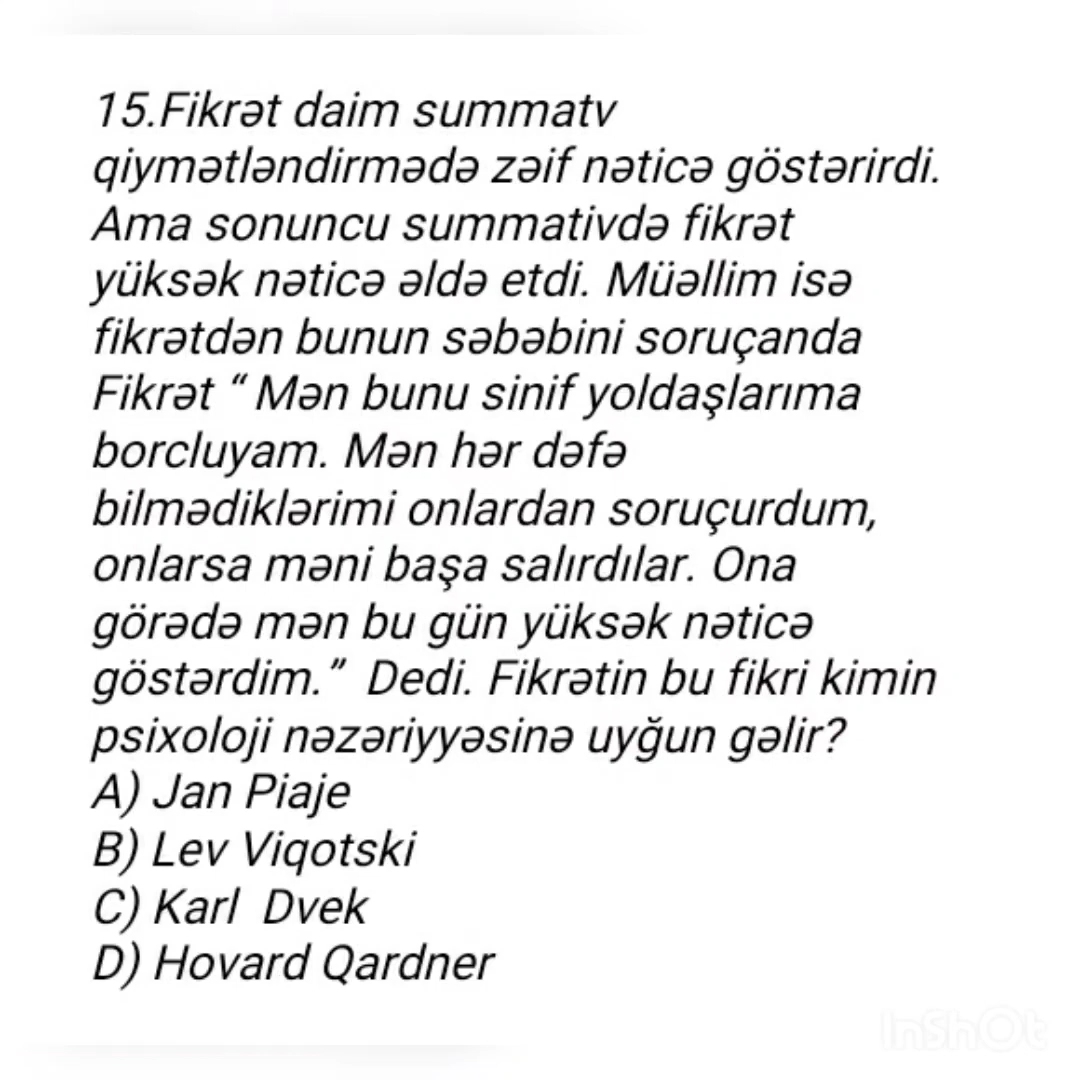 15.Fikrət daim summatv
qiymətləndirmədə zəif nəticə göstərirdi.
Ama sonuncu summativdə fikrət
yüksək nəticə əldə etdi. Müəllim isə
fikrətdən bunun səbəbini soruçanda
Fikrət “ Mən bunu sinif yoldaşlarıma
borcluyam. Mən hər dəfə
bilmədiklərimi onlardan soruçurdum,
onlarsa məni başa salırdılar. Ona
görədə mən bu gün yüksək nəticə
göstərdim.” Dedi. Fikrətin bu fikri kimin
psixoloji nəzəriyyəsinə uyğun gəlir?
A) Jan Piaje
B) Lev Viqotski
C) Karl Dvek
D) Hovard Qardner
InShOt